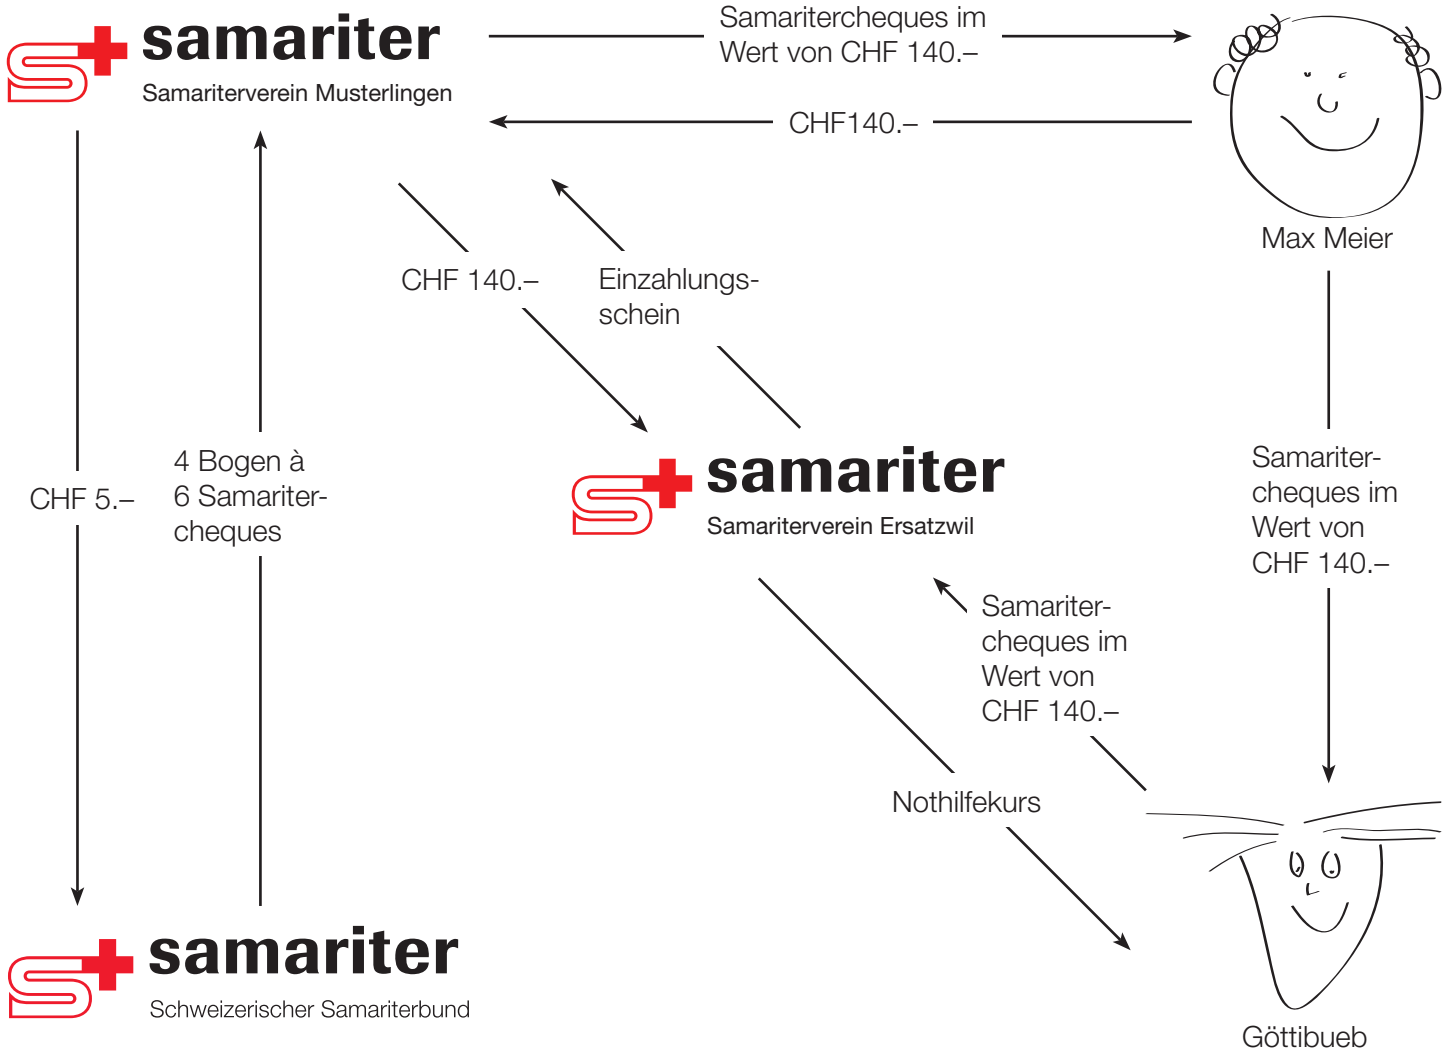 samariter
Samariterverein Musterlingen
Samaritercheques im
Wert von CHF 140.–
CHF140.–
Max Meier
CHF 140.–
Einzahlungs-
schein
CHF 5.–
4 Bogen à
6 Samariter-
cheques
samariter
Samariterverein Ersatzwil
Samariter-
cheques im
Wert von
CHF 140.–
Samariter-
cheques im
Wert von
CHF 140.–
Nothilfekurs
samariter
Schweizerischer Samariterbund
Göttibueb